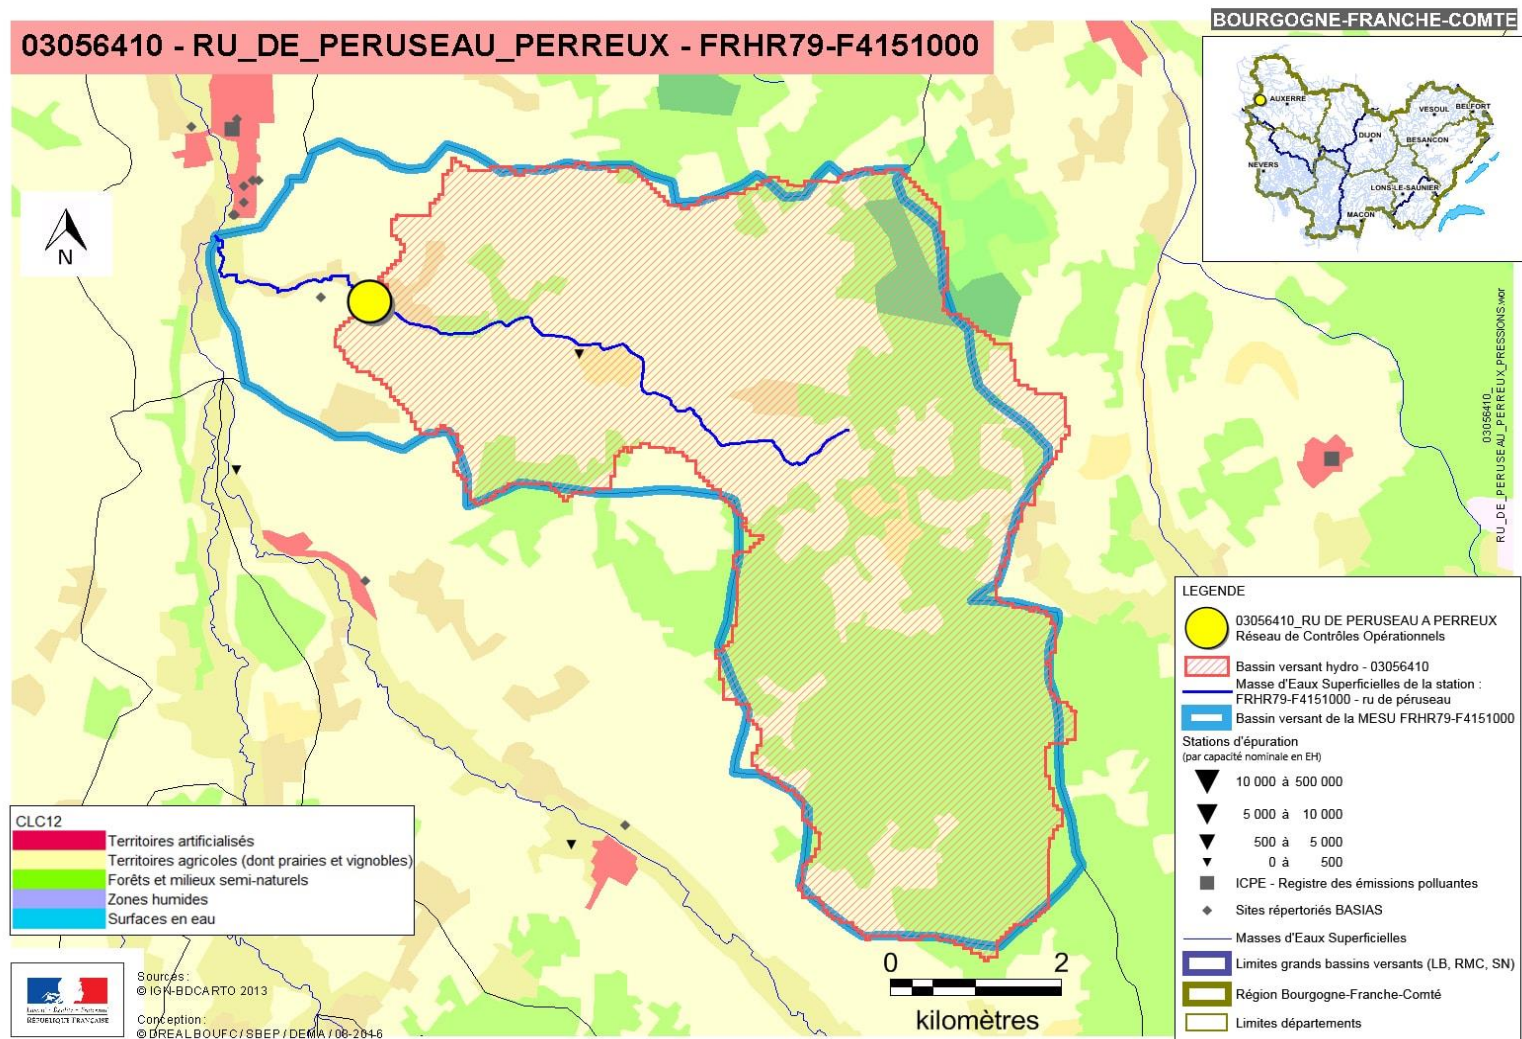 BOURGOGNE-FRANCHE-COMTE
03056410 - RU_DE_PERUSEAU_PERREUX - FRHR79-F4151000
AUXERRE
VESOUL
BELFORT
DIJON
BESANCON
NEVERS
LONS-LE-SAUNIER
MACON
N
03056410_
RU_DE_PERUSEAU_PERREUX_PRESSIONS.wor
LEGENDE
03056410_RU DE PERUSEAU A PERREUX
Réseau de Contrôles Opérationnels
Bassin versant hydro - 03056410
Masse d'Eaux Superficielles de la station :
FRHR79-F4151000 - ru de péruseau
Bassin versant de la MESU FRHR79-F4151000
Stations d'épuration
(par capacité nominale en EH)
10 000 à 500 000
5 000 à 10 000
500 à 5 000
0 à 500
ICPE - Registre des émissions polluantes
Sites répertoriés BASIAS
Masses d'Eaux Superficielles
Limites grands bassins versants (LB, RMC, SN)
Région Bourgogne-Franche-Comté
Limites départements
CLC12
Territoires artificialisés
Territoires agricoles (dont prairies et vignobles)
Forêts et milieux semi-naturels
Zones humides
Surfaces en eau
Liberté • Égalité • Fraternité
RÉPUBLIQUE FRANÇAISE
Sources :
© IGN-BDCARTO 2013
Conception :
© DREAL BOUFC / SBEP / DEMA / 08-2016
0 2
kilomètres